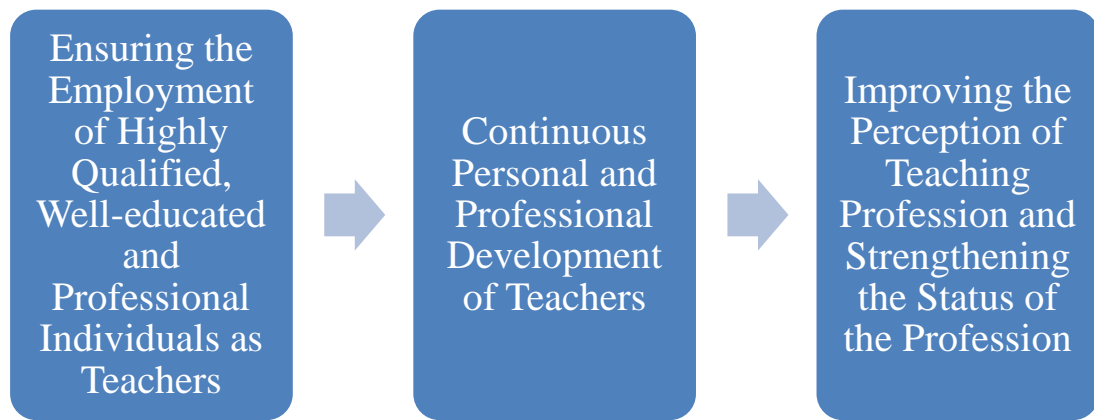 Ensuring the
Employment
of Highly
Qualified,
Well-educated
and
Professional
Individuals as
Teachers
Continuous
Personal and
Professional
Development
of Teachers
Improving the
Perception of
Teaching
Profession and
Strengthening
the Status of
the Profession